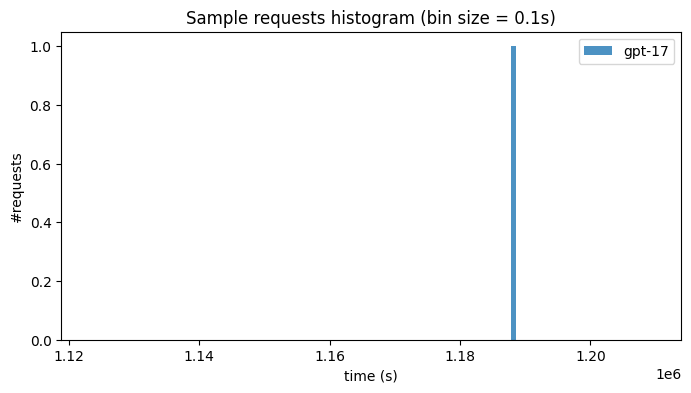 Sample requests histogram (bin size = 0.1s)
gpt-17
1.0
0.8
0.6
0.4
0.2
0.0
#requests
1.12 1.14 1.16 1.18 1.20
1e6
time (s)